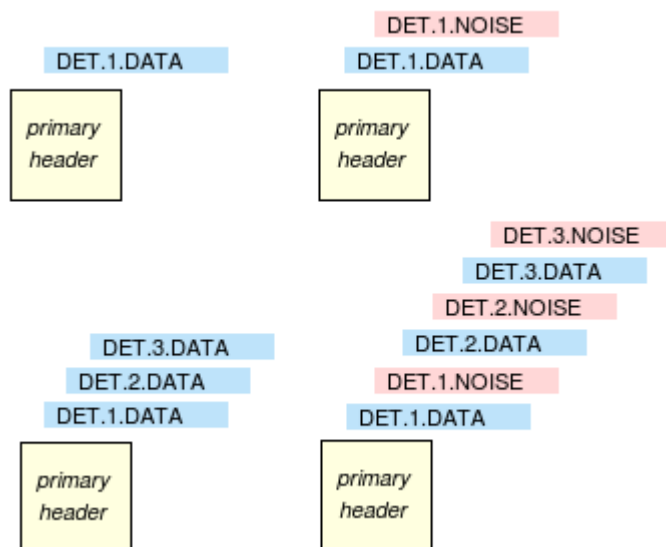 DET.1.DATA
primary
header
DET.1.NOISE
DET.1.DATA
primary
header
DET.3.DATA
DET.2.DATA
DET.1.DATA
primary
header
DET.3.NOISE
DET.3.DATA
DET.2.NOISE
DET.2.DATA
DET.1.NOISE
DET.1.DATA
primary
header